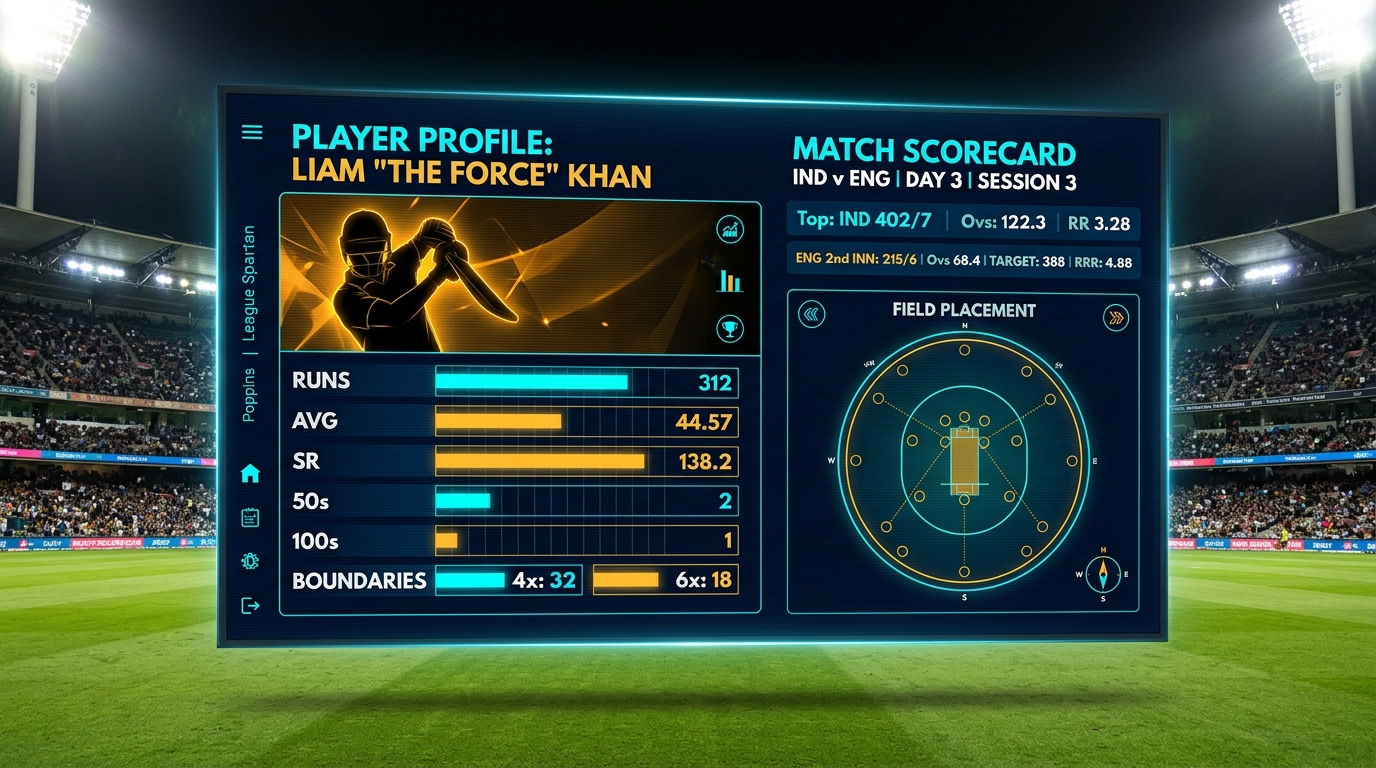 PLAYER PROFILE:
LIAM "THE FORCE" KHAN
Poppins | League Spartan
RUNS 312
AVG 44.57
SR 138.2
50s 2
100s 1
BOUNDARIES 4x: 32 6x: 18
MATCH SCORECARD
IND v ENG | DAY 3 | SESSION 3
Top: IND 402/7 | Ovs: 122.3 | RR 3.28
ENG 2nd INN: 215/6 | Ovs 68.4 | TARGET: 388 | RRR: 4.88
FIELD PLACEMENT
N
W E
S
W E
S